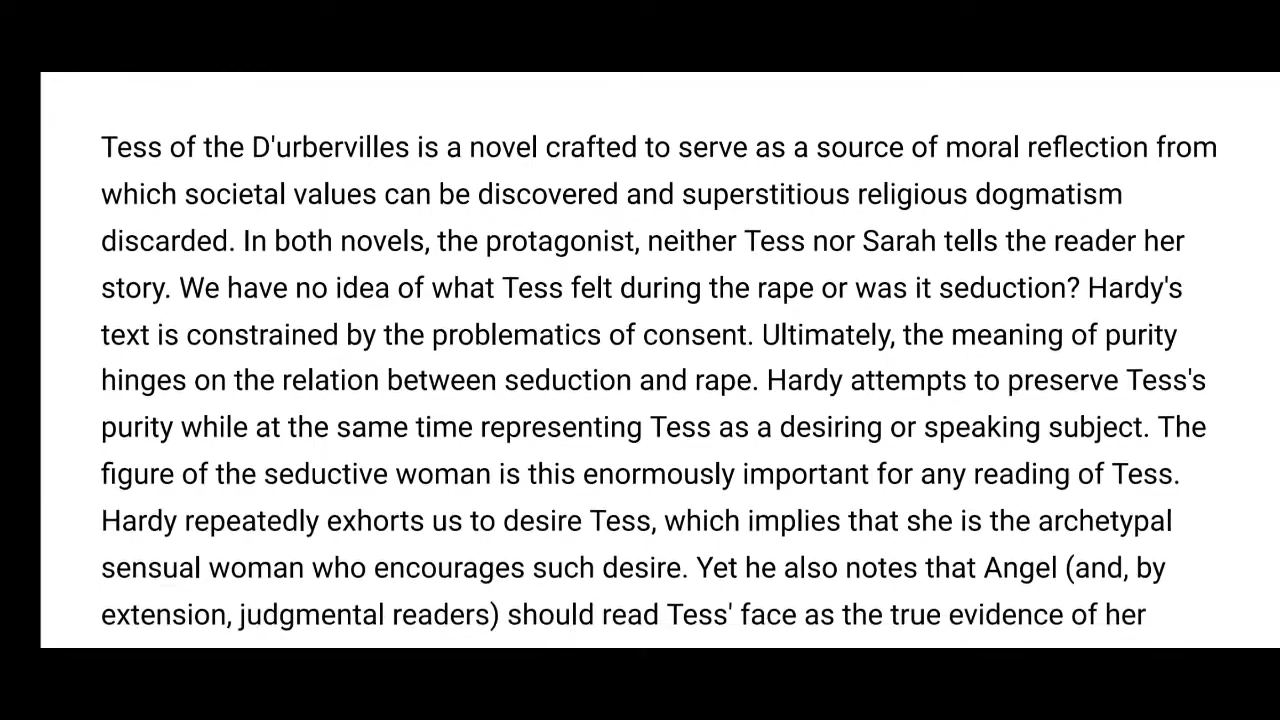 Tess of the D'urbervilles is a novel crafted to serve as a source of moral reflection from
which societal values can be discovered and superstitious religious dogmatism
discarded. In both novels, the protagonist, neither Tess nor Sarah tells the reader her
story. We have no idea of what Tess felt during the rape or was it seduction? Hardy's
text is constrained by the problematics of consent. Ultimately, the meaning of purity
hinges on the relation between seduction and rape. Hardy attempts to preserve Tess's
purity while at the same time representing Tess as a desiring or speaking subject. The
figure of the seductive woman is this enormously important for any reading of Tess.
Hardy repeatedly exhorts us to desire Tess, which implies that she is the archetypal
sensual woman who encourages such desire. Yet he also notes that Angel (and, by
extension, judgmental readers) should read Tess' face as the true evidence of her